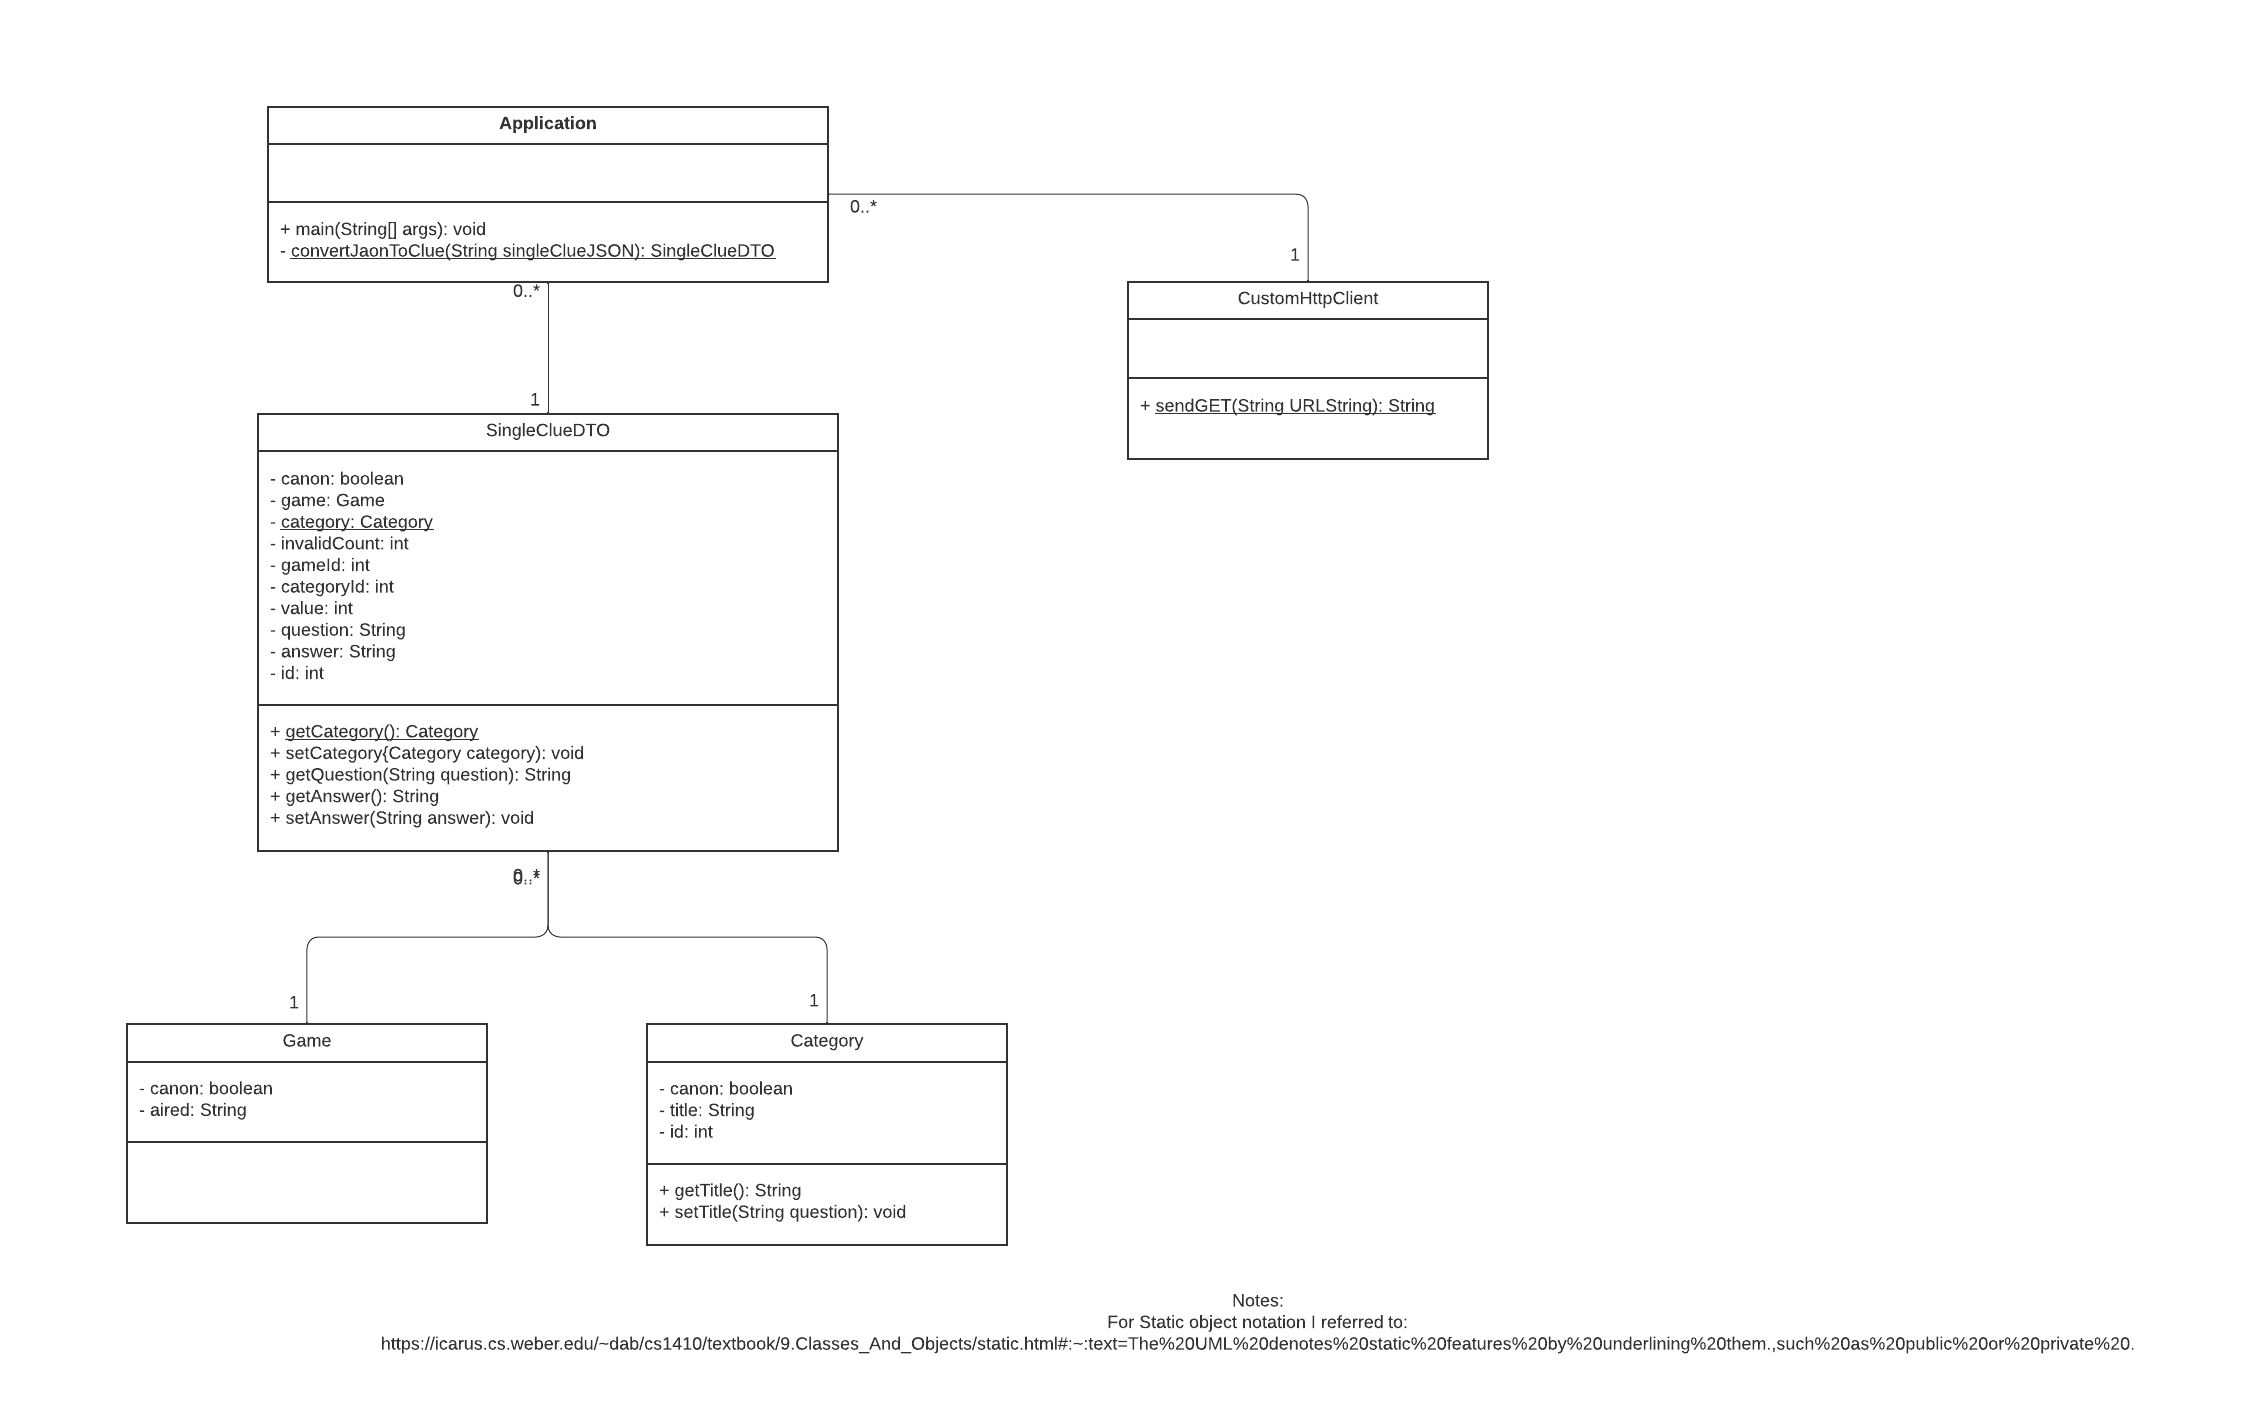 Application
+ main(String[] args): void
- convertJaonToClue(String singleClueJSON): SingleClueDTO
0..*
1
0..*
1
CustomHttpClient
+ sendGET(String URLString): String
SingleClueDTO
- canon: boolean
- game: Game
- category: Category
- invalidCount: int
- gameId: int
- categoryId: int
- value: int
- question: String
- answer: String
- id: int
+ getCategory(): Category
+ setCategory{Category category): void
+ getQuestion(String question): String
+ getAnswer(): String
+ setAnswer(String answer): void
0..*
0..*
1
1
Game
- canon: boolean
- aired: String
Category
- canon: boolean
- title: String
- id: int
+ getTitle(): String
+ setTitle(String question): void
Notes:
For Static object notation I referred to:
https://icarus.cs.weber.edu/~dab/cs1410/textbook/9.Classes_And_Objects/static.html#:~:text=The%20UML%20denotes%20static%20features%20by%20underlining%20them.,such%20as%20public%20or%20private%20.